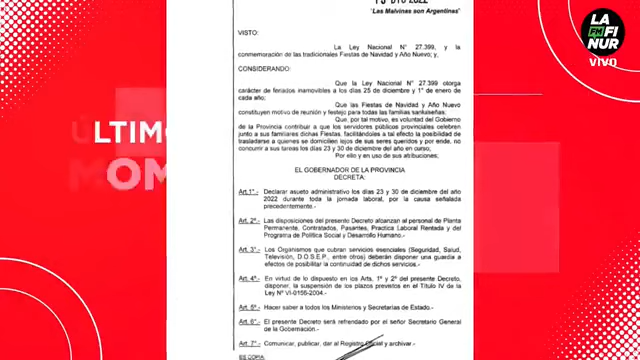 DIC 2022
"Las Malvinas son Argentinas"
LA
FM FI
NUR
VIVO
VISTO:
La Ley Nacional N° 27.399, y la
conmemoración de las tradicionales Fiestas de Navidad y Año Nuevo; y,
CONSIDERANDO:
Que la Ley Nacional N° 27.399 otorga
carácter de feriados inamovibles a los días 25 de diciembre y 1° de enero de
cada año;
Que las Fiestas de Navidad y Año Nuevo
constituyen motivo de reunión y festejo para todas las familias sanluiseñas;
Que, por tal motivo, es voluntad del Gobierno
de la Provincia contribuir a que los servidores públicos provinciales celebren
junto a sus familiares dichas Fiestas, facilitándoles a tal efecto la posibilidad de
trasladarse a quienes se domicilien lejos de sus seres queridos y por ende, no
concurrir a sus tareas los días 23 y 30 de diciembre del año en curso;
Por ello y en uso de sus atribuciones;
EL GOBERNADOR DE LA PROVINCIA
DECRETA:
ÚLTIMO
MOM
Art.1°.- Declarar asueto administrativo los días 23 y 30 de diciembre del año
2022 durante toda la jornada laboral, por la causa señalada
precedentemente.-
Art. 2°.- Las disposiciones del presente Decreto alcanzan al personal de Planta
Permanente, Contratados, Pasantes, Practica Laboral Rentada y del
Programa de Política Social y Desarrollo Humano.-
Art. 3°.- Los Organismos que cubran servicios esenciales (Seguridad, Salud,
Televisión, D.O.S.E.P., entre otros) deberán disponer una guardia a
efectos de posibilitar la continuidad de dichos servicios.-
Art. 4°.- En virtud de lo dispuesto en los Arts. 1° y 2° del presente Decreto,
disponer, la suspensión de los plazos previstos en el Título IV de la
Ley N° VI-0156-2004.-
Art. 5°.- Hacer saber a todos los Ministerios y Secretarías de Estado.-
Art. 6°.- El presente Decreto será refrendado por el señor Secretario General
de la Gobernación.-
Art. 7°.- Comunicar, publicar, dar al Registro Oficial y archivar.-
ES COPIA